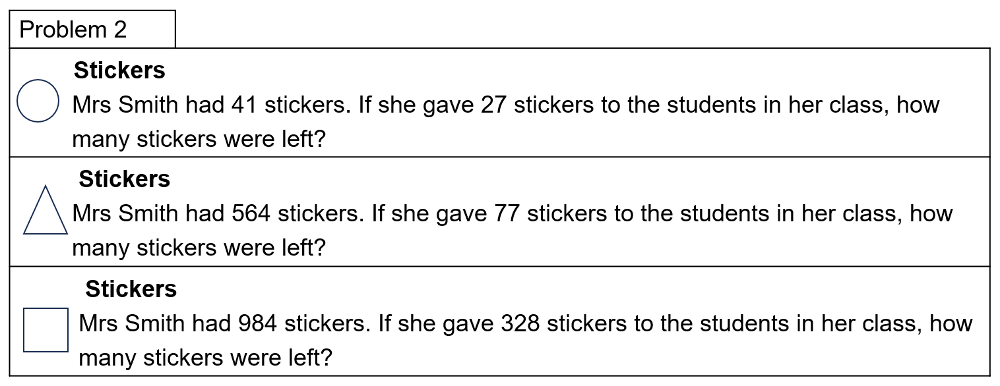 Problem 2
Stickers
Mrs Smith had 41 stickers. If she gave 27 stickers to the students in her class, how
many stickers were left?
Stickers
Mrs Smith had 564 stickers. If she gave 77 stickers to the students in her class, how
many stickers were left?
Stickers
Mrs Smith had 984 stickers. If she gave 328 stickers to the students in her class, how
many stickers were left?